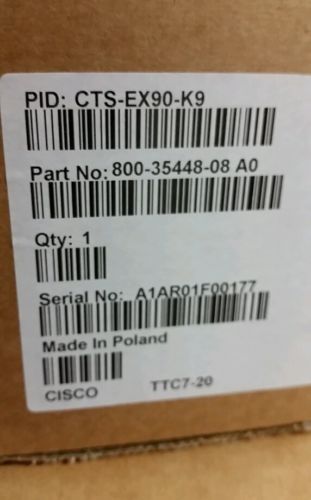 PID: CTS-EX90-K9
Part No: 800-35448-08 A0
Qty: 1
Serial No: A1AR01F00177
Made In Poland
CISCO TTC7-20